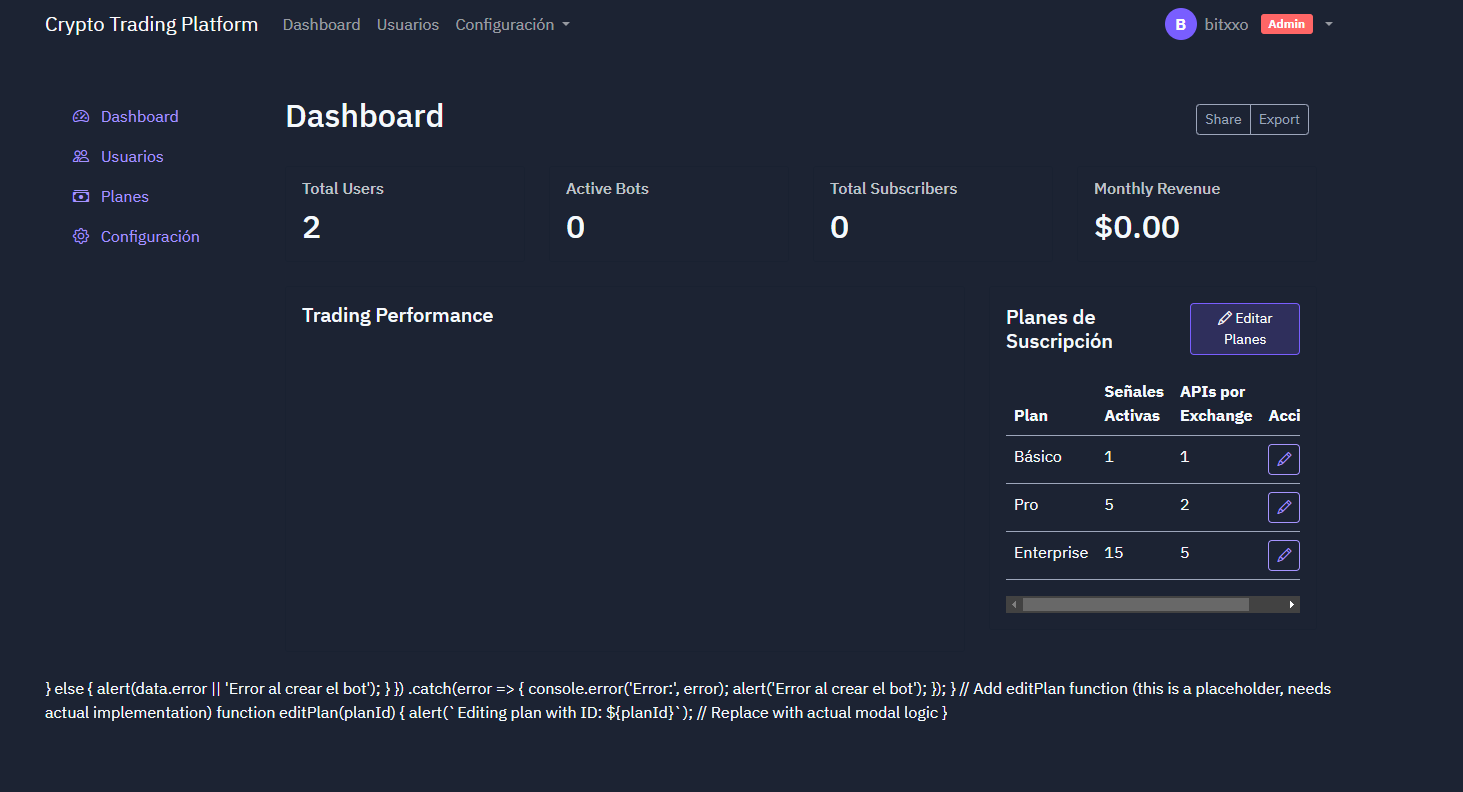 Crypto Trading Platform Dashboard Usuarios Configuración B bitxxo Admin
Dashboard
Usuarios
Planes
Configuración
Dashboard
Share Export
Total Users Active Bots Total Subscribers Monthly Revenue
2 0 0 $0.00
Trading Performance
Planes de
Suscripción
Editar
Planes
Señales APIs por
Plan Activas Exchange Acci
Básico 1 1
Pro 5 2
Enterprise 15 5
} else { alert(data.error || 'Error al crear el bot'); } }) .catch(error => { console.error('Error:', error); alert('Error al crear el bot'); }); } // Add editPlan function (this is a placeholder, needs
actual implementation) function editPlan(planId) { alert(`Editing plan with ID: ${planId}`); // Replace with actual modal logic }